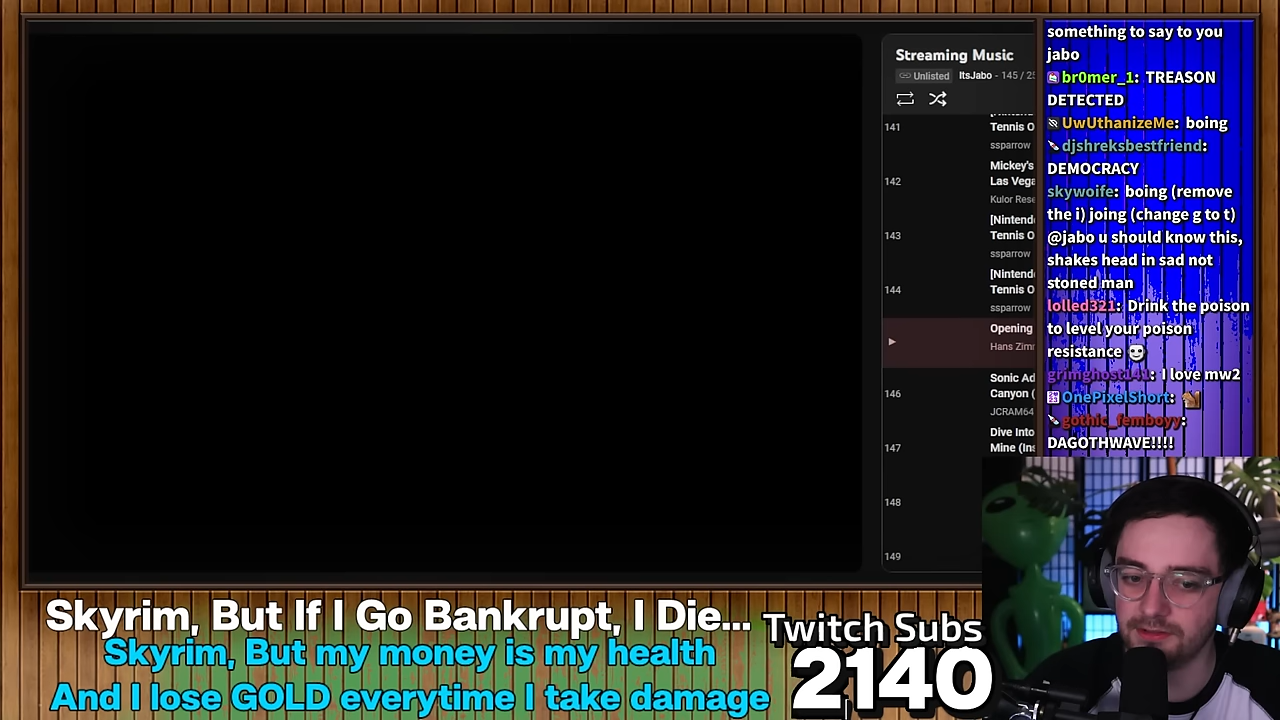 Streaming Music
Unlisted ItsJabo - 145 /
141
Tennis O
ssparrow
Mickey's
142
Las Vega
Kulor Rese
[Nintend
143
Tennis O
ssparrow
[Nintend
144
Tennis O
ssparrow
Opening
Hans Zim
Sonic Ad
146
Canyon (
JCRAM64
Dive Into
147
Mine (In
148
149
something to say to you
jabo
br0mer_1: TREASON
DETECTED
UwUthanizeMe: boing
djshreksbestfriend:
DEMOCRACY
skywoife: boing (remove
the i) joing (change g to t)
@jabo u should know this,
shakes head in sad not
stoned man
lolled321: Drink the poison
to level your poison
resistance
grimghost141: I love mw2
OnePixelShort:
gothic_femboyy:
DAGOTHWAVE!!!!
Skyrim, But If I Go Bankrupt, I Die...
Skyrim, But my money is my health
And I lose GOLD everytime I take damage
Twitch Subs
2140